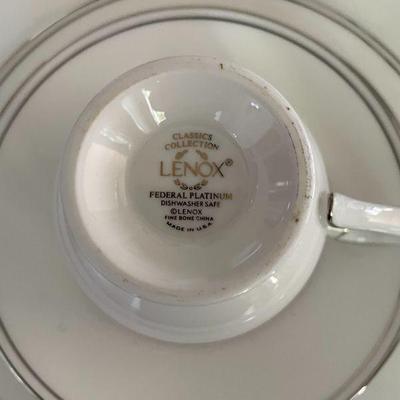 CLASSICS
COLLECTION
LENOX®
FEDERAL PLATINUM
DISHWASHER SAFE
©LENOX
FINE BONE CHINA
MADE IN U.S.A.